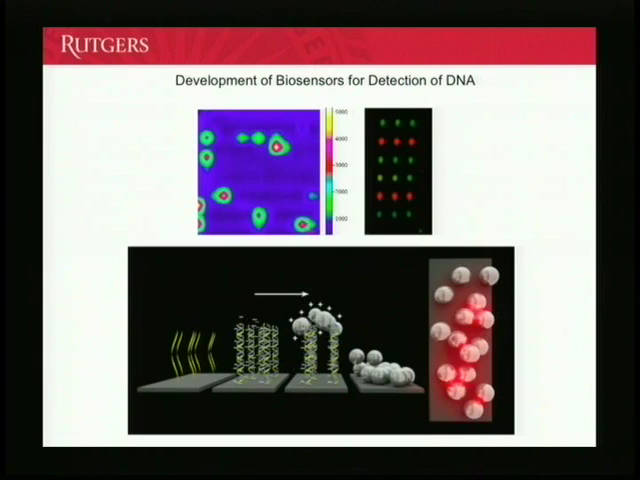 RUTGERS
Development of Biosensors for Detection of DNA
5000
4000
3000
2000
1000